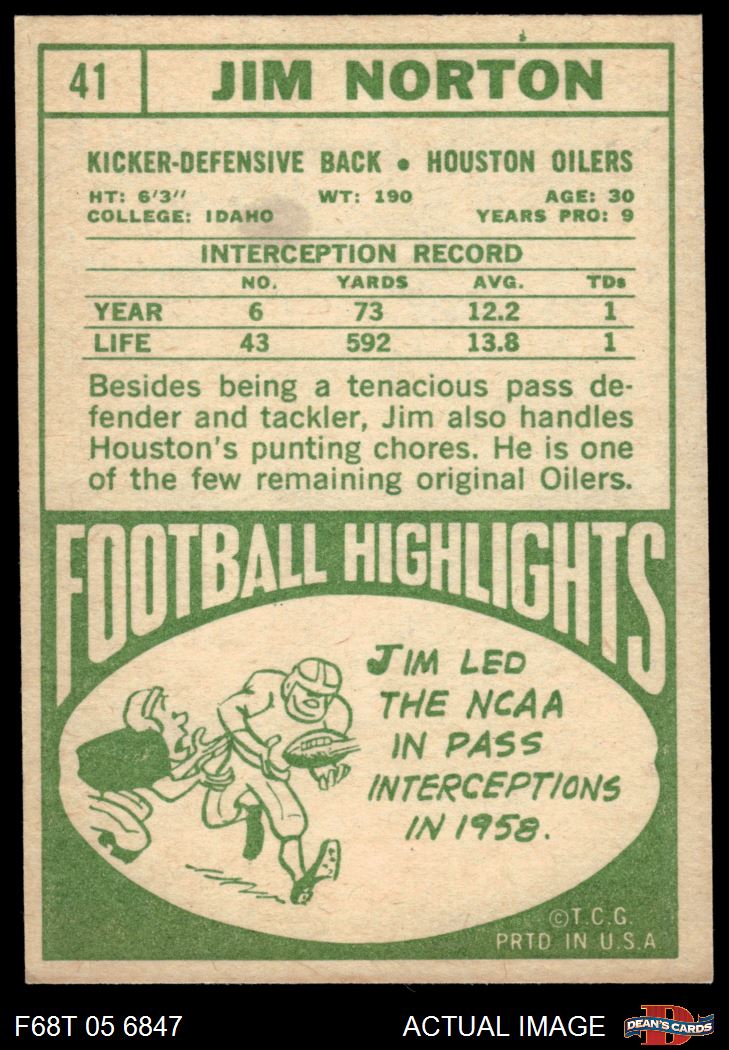 41 JIM NORTON
KICKER-DEFENSIVE BACK • HOUSTON OILERS
HT: 6'3" WT: 190 AGE: 30
COLLEGE: IDAHO YEARS PRO: 9
INTERCEPTION RECORD
NO. YARDS AVG. TDs
YEAR 6 73 12.2 1
LIFE 43 592 13.8 1
Besides being a tenacious pass de-
fender and tackler, Jim also handles
Houston's punting chores. He is one
of the few remaining original Oilers.
FOOTBALL HIGHLIGHTS
JIM LED
THE NCAA
IN PASS
INTERCEPTIONS
IN 1958.
©T.C.G.
PRTD IN U.S.A
F68T 05 6847 ACTUAL IMAGE D DEAN'S CARDS